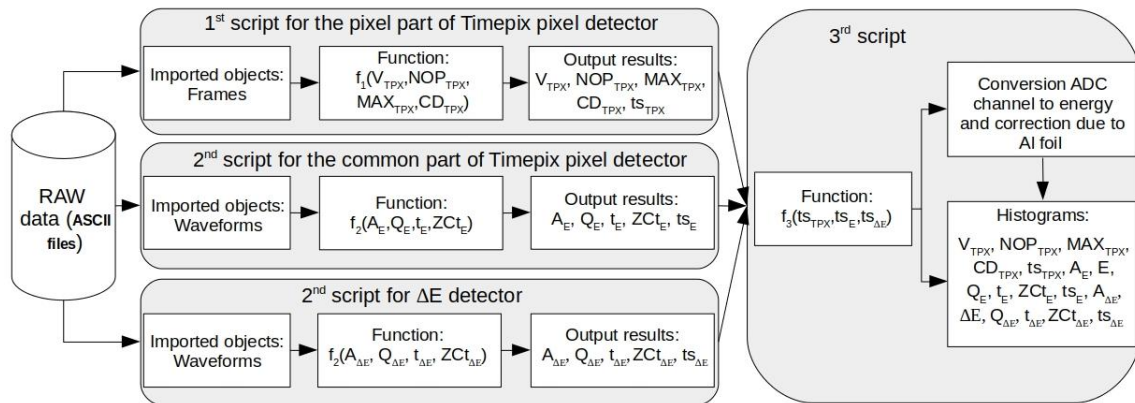 RAW
data (ASCII
files)
1st script for the pixel part of Timepix pixel detector
Imported objects:
Frames
Function:
f1(VTPX,NOPTPX,
MAXTPX,CDTPX)
Output results:
VTPX, NOPTPX, MAXTPX,
CDTPX, tsTPX
2nd script for the common part of Timepix pixel detector
Imported objects:
Waveforms
Function:
f2(AE,QE,tE,ZCtE)
Output results:
AE, QE, tE, ZCtE, tsE
2nd script for ΔE detector
Imported objects:
Waveforms
Function:
f2(AΔE, QΔE, tΔE, ZCtΔE)
Output results:
AΔE, QΔE, tΔE, ZCtΔE, tsΔE
3rd script
Function:
f3(tsTPX,tsE,tsΔE)
Conversion ADC
channel to energy
and correction due to
Al foil
Histograms:
VTPX, NOPTPX, MAXTPX,
CDTPX, tsTPX, AE, E,
QE, tE, ZCtE, tsE, AΔE,
ΔE, QΔE, tΔE, ZCtΔE, tsΔE